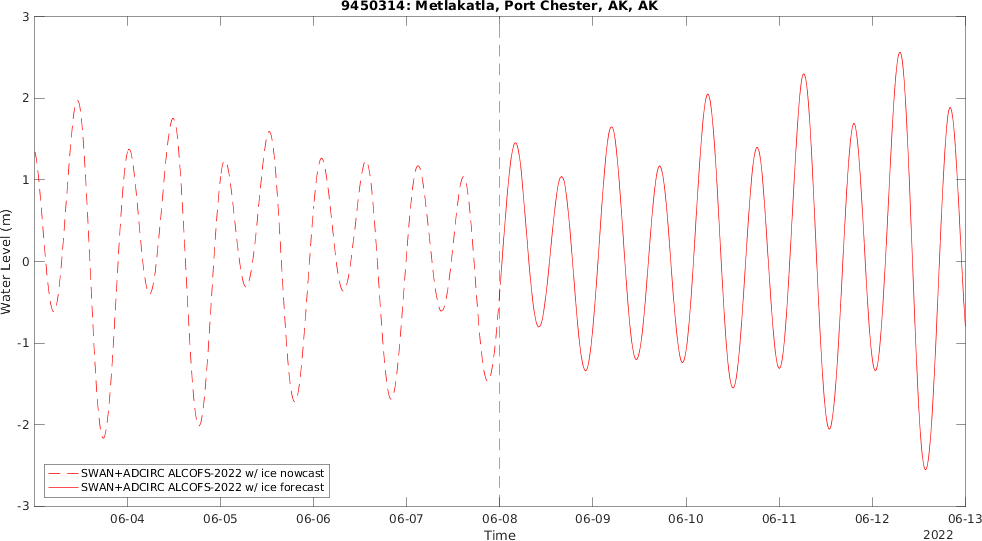 9450314: Metlakatla, Port Chester, AK, AK
3
2
1
0
-1
-2
-3
Water Level (m)
SWAN+ADCIRC ALCOFS-2022 w/ ice nowcast
SWAN+ADCIRC ALCOFS-2022 w/ ice forecast
06-04 06-05 06-06 06-07 06-08 06-09 06-10 06-11 06-12 06-13
Time
2022